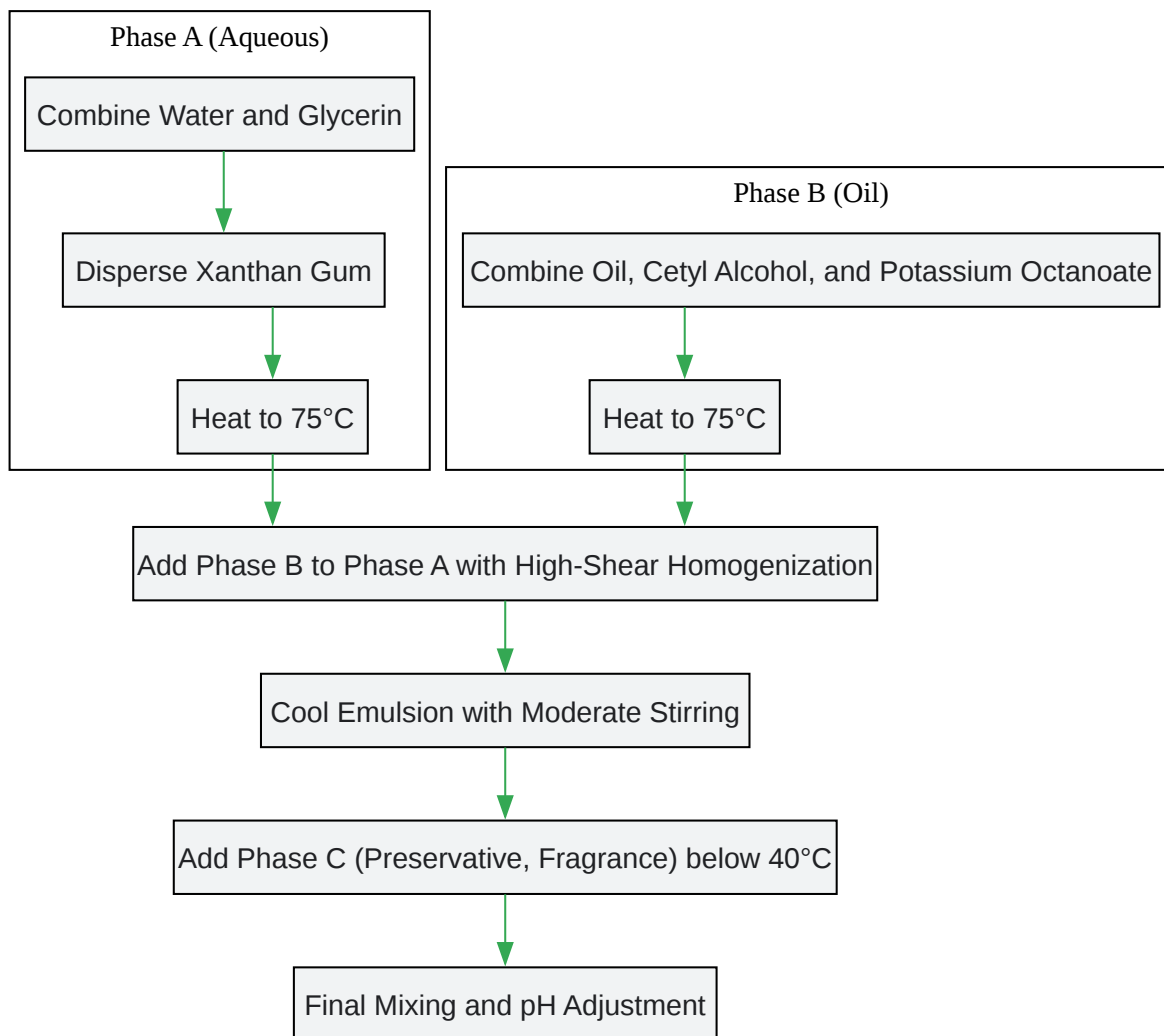 Phase A (Aqueous)
Combine Water and Glycerin
Disperse Xanthan Gum
Heat to 75°C
Phase B (Oil)
Combine Oil, Cetyl Alcohol, and Potassium Octanoate
Heat to 75°C
Add Phase B to Phase A with High-Shear Homogenization
Cool Emulsion with Moderate Stirring
Add Phase C (Preservative, Fragrance) below 40°C
Final Mixing and pH Adjustment